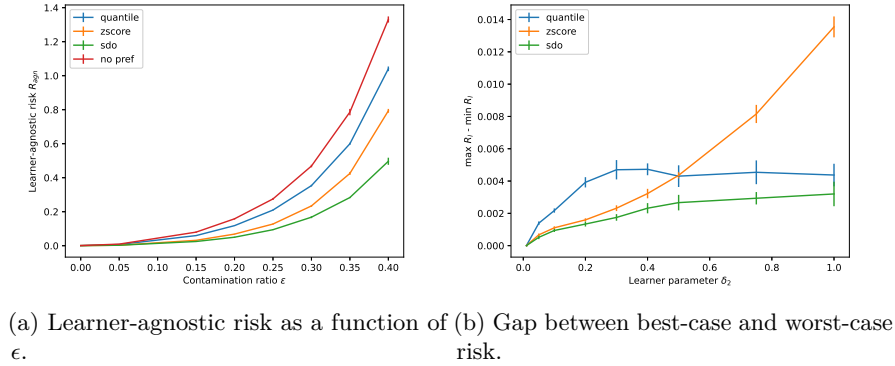 quantile
zscore
sdo
no pref
1.4
1.2
1.0
0.8
0.6
0.4
0.2
0.0
Learner-agnostic risk R_agn
0.00 0.05 0.10 0.15 0.20 0.25 0.30 0.35 0.40
Contamination ratio ε
quantile
zscore
sdo
0.014
0.012
0.010
0.008
0.006
0.004
0.002
0.000
max R_l - min R_l
0.0 0.2 0.4 0.6 0.8 1.0
Learner parameter δ₂
(a) Learner-agnostic risk as a function of
ϵ.
(b) Gap between best-case and worst-case
risk.